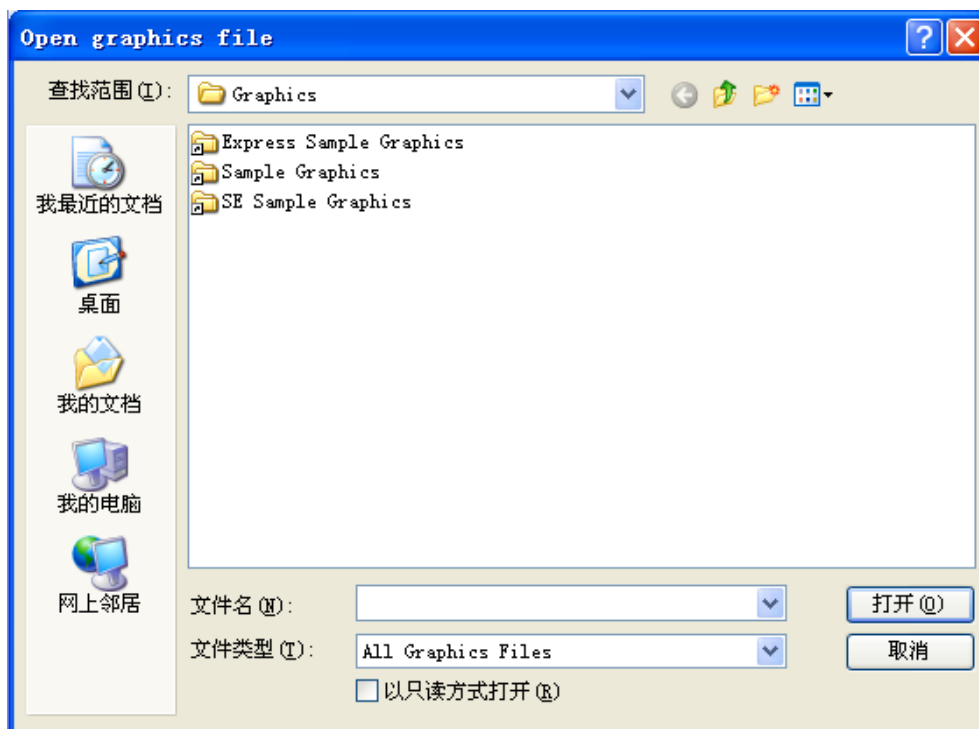 Open graphics file
查找范围(I):
Graphics
Express Sample Graphics
Sample Graphics
SE Sample Graphics
我最近的文档
桌面
我的文档
我的电脑
网上邻居
文件名(N):
打开(O)
文件类型(T):
All Graphics Files
取消
以只读方式打开(R)